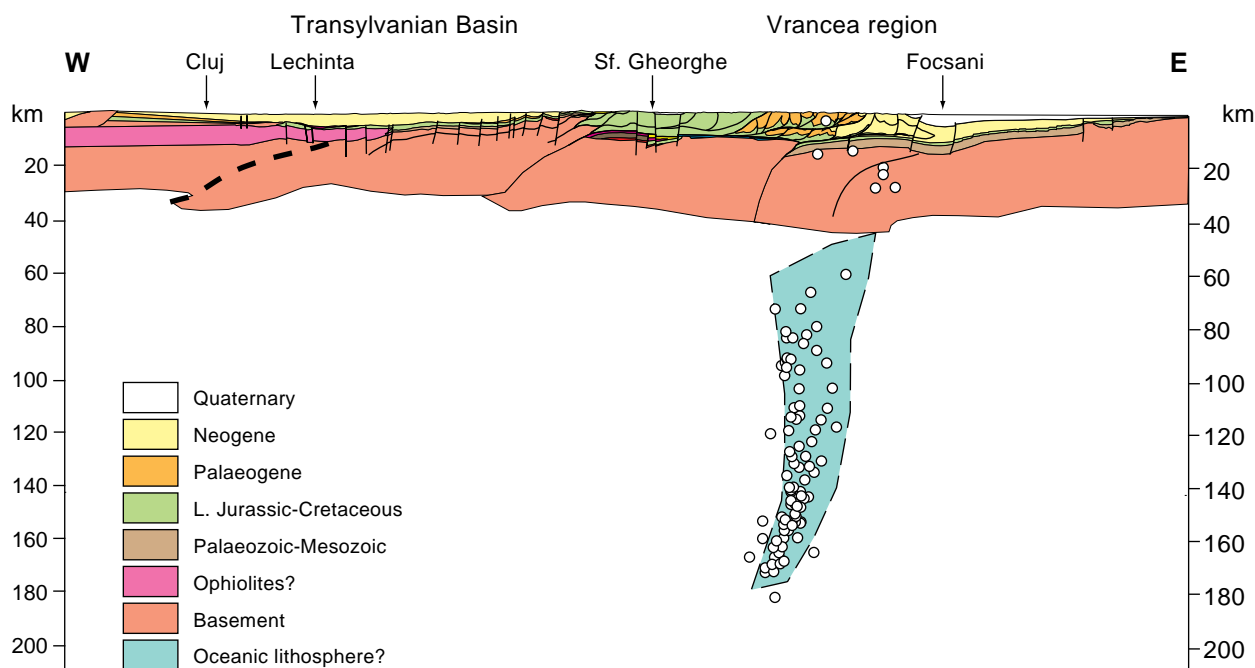 Transylvanian Basin Vrancea region
W Cluj Lechinta Sf. Gheorghe Focsani E
km km
20 20
40 40
60 60
80 80
100 100
120 120
140 140
160 160
180 180
200 200
Quaternary
Neogene
Palaeogene
L. Jurassic-Cretaceous
Palaeozoic-Mesozoic
Ophiolites?
Basement
Oceanic lithosphere?